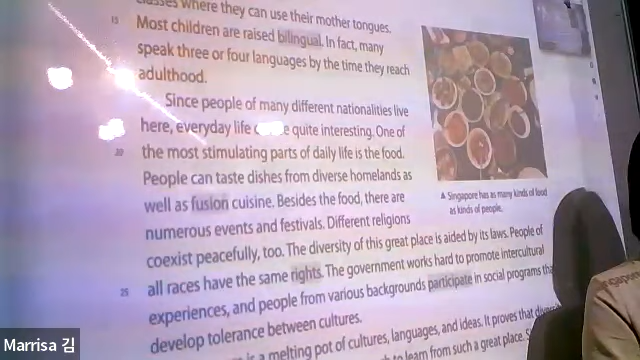 classes where they can use their mother tongues.
15 Most children are raised bilingual. In fact, many
speak three or four languages by the time they reach
adulthood.
Since people of many different nationalities live
here, everyday life quite interesting. One of
20 the most stimulating parts of daily life is the food.
People can taste dishes from diverse homelands as
well as fusion cuisine. Besides the food, there are
numerous events and festivals. Different religions
coexist peacefully, too. The diversity of this great place is aided by its laws. People of
25 all races have the same rights. The government works hard to promote intercultural
experiences, and people from various backgrounds participate in social programs
develop tolerance between cultures.
is a melting pot of cultures, languages, and ideas. It proves that
to learn from such a great place.
▲ Singapore has as many kinds of food
as kinds of people.
Marrisa 김